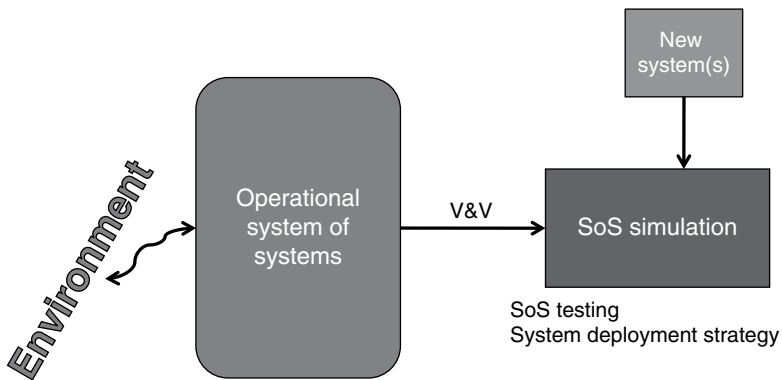 New
system(s)
Environment
Operational
system of
systems
V&V
SoS simulation
SoS testing
System deployment strategy